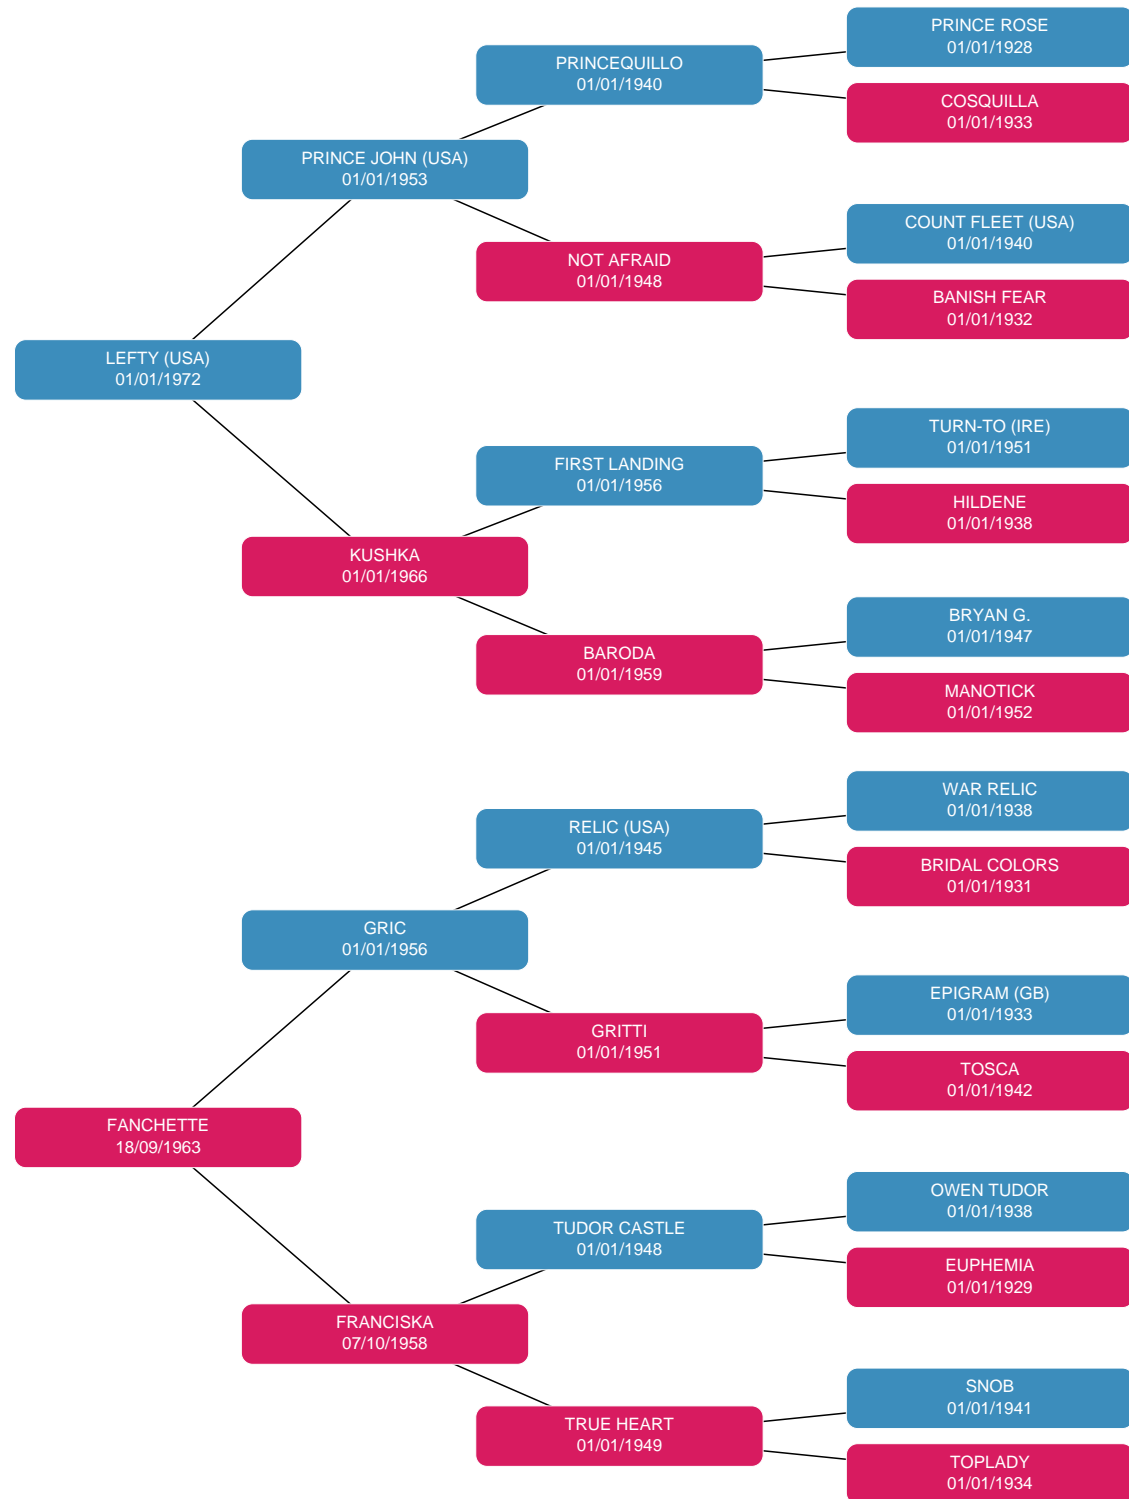 PRINCE ROSE
01/01/1928
PRINCEQUILLO
01/01/1940
COSQUILLA
01/01/1933
PRINCE JOHN (USA)
01/01/1953
COUNT FLEET (USA)
01/01/1940
NOT AFRAID
01/01/1948
BANISH FEAR
01/01/1932
LEFTY (USA)
01/01/1972
TURN-TO (IRE)
01/01/1951
FIRST LANDING
01/01/1956
HILDENE
01/01/1938
KUSHKA
01/01/1966
BRYAN G.
01/01/1947
BARODA
01/01/1959
MANOTICK
01/01/1952
WAR RELIC
01/01/1938
RELIC (USA)
01/01/1945
BRIDAL COLORS
01/01/1931
GRIC
01/01/1956
EPIGRAM (GB)
01/01/1933
GRITTI
01/01/1951
TOSCA
01/01/1942
FANCHETTE
18/09/1963
OWEN TUDOR
01/01/1938
TUDOR CASTLE
01/01/1948
EUPHEMIA
01/01/1929
FRANCISKA
07/10/1958
SNOB
01/01/1941
TRUE HEART
01/01/1949
TOPLADY
01/01/1934